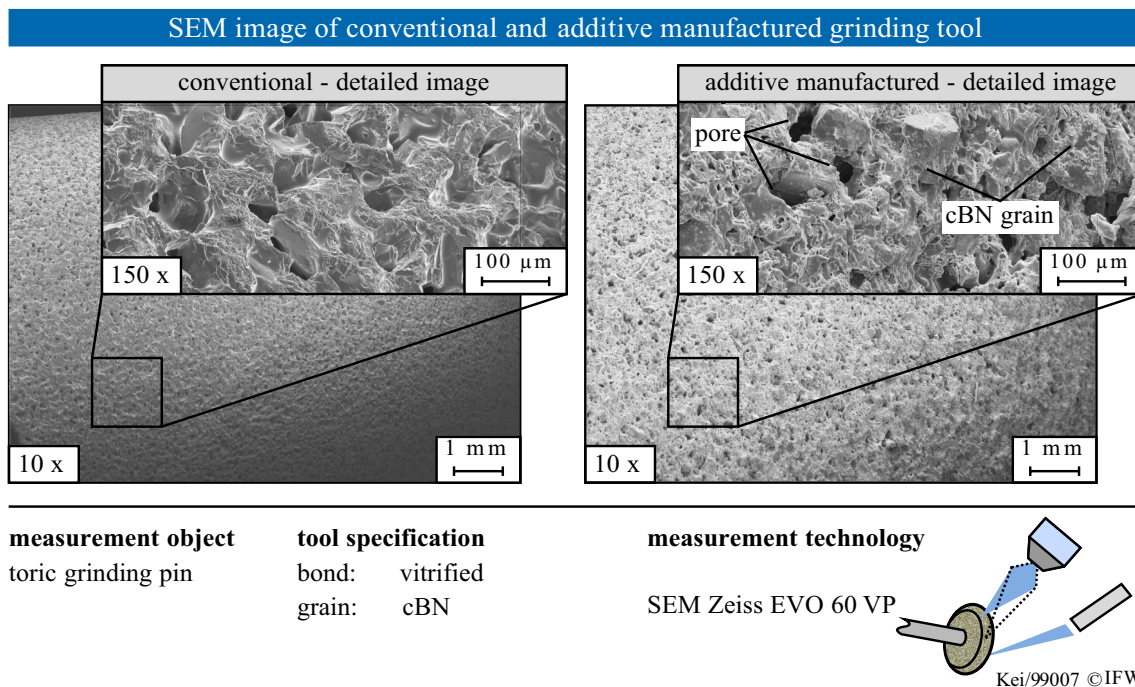 SEM image of conventional and additive manufactured grinding tool
conventional - detailed image
150 x
100 µm
10 x
1 mm
additive manufactured - detailed image
pore
cBN grain
150 x
100 µm
10 x
1 mm
measurement object
toric grinding pin
tool specification
bond: vitrified
grain: cBN
measurement technology
SEM Zeiss EVO 60 VP
Kei/99007 ©IFW